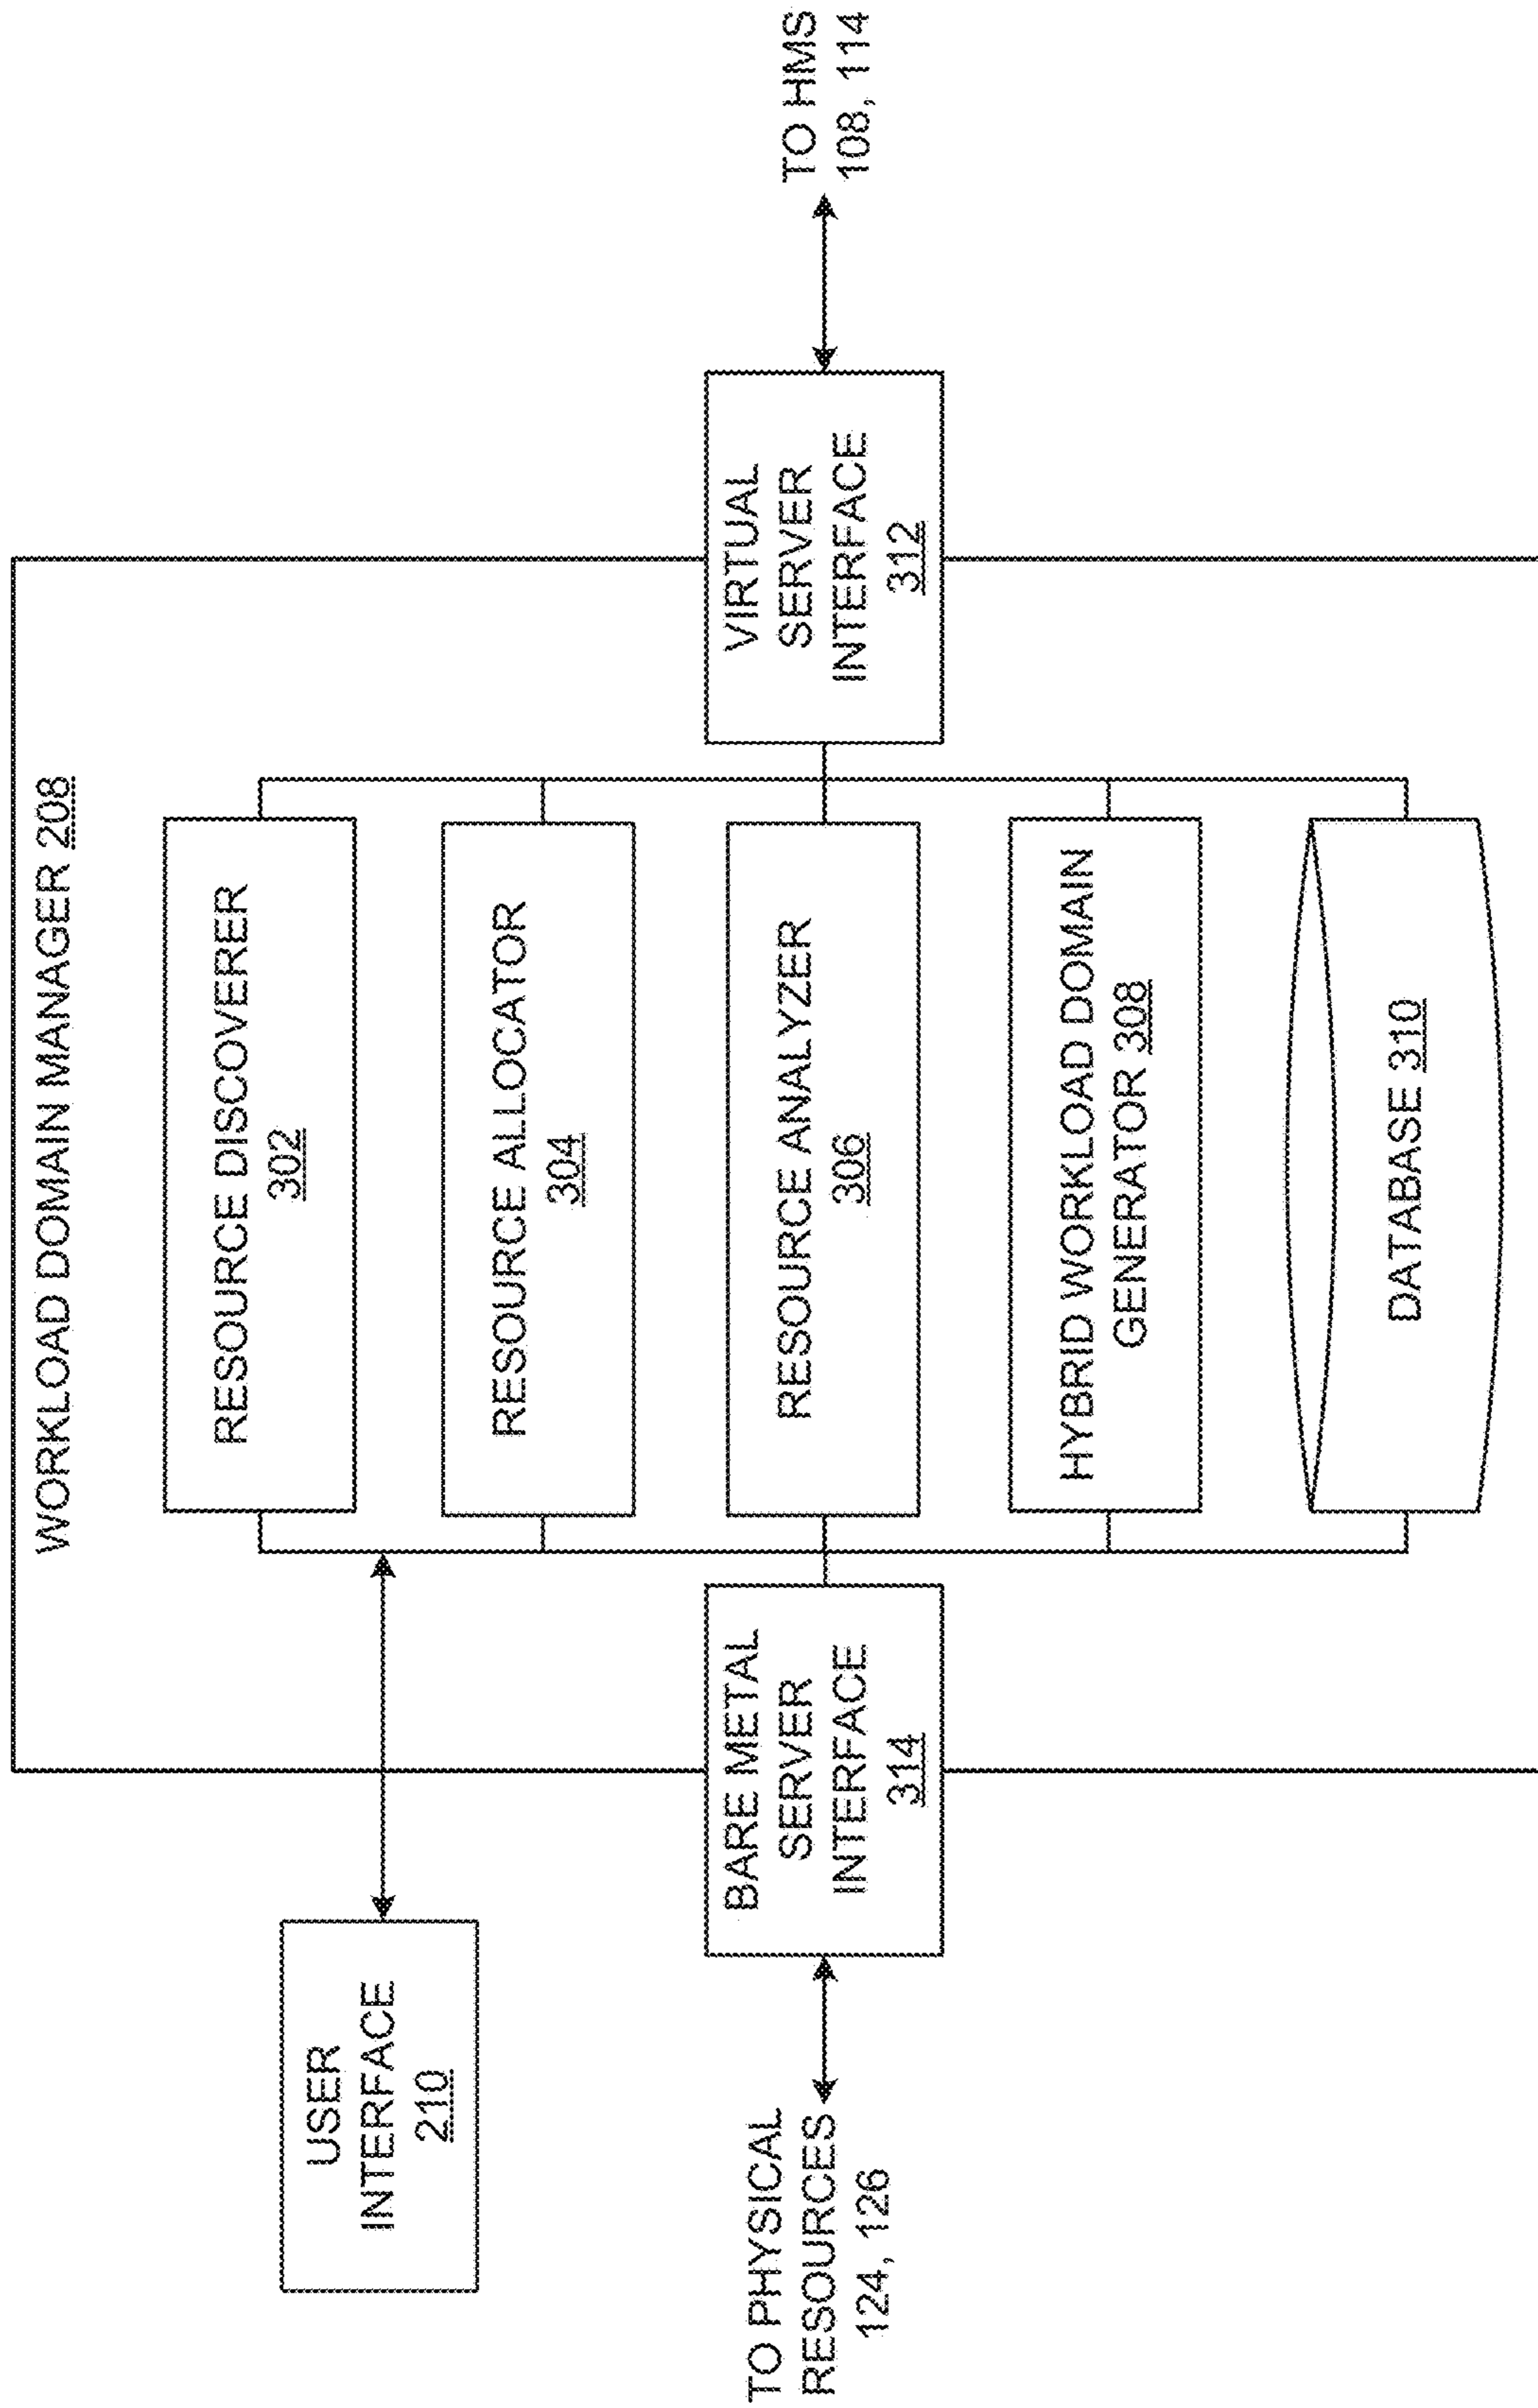 WORKLOAD DOMAIN MANAGER 208
USER
INTERFACE
210
RESOURCE DISCOVERER
302
RESOURCE ALLOCATOR
304
TO PHYSICAL
RESOURCES
124, 126
BARE METAL
SERVER
INTERFACE
314
RESOURCE ANALYZER
306
VIRTUAL
SERVER
INTERFACE
312
TO HMS
108, 114
HYBRID WORKLOAD DOMAIN
GENERATOR 308
DATABASE 310